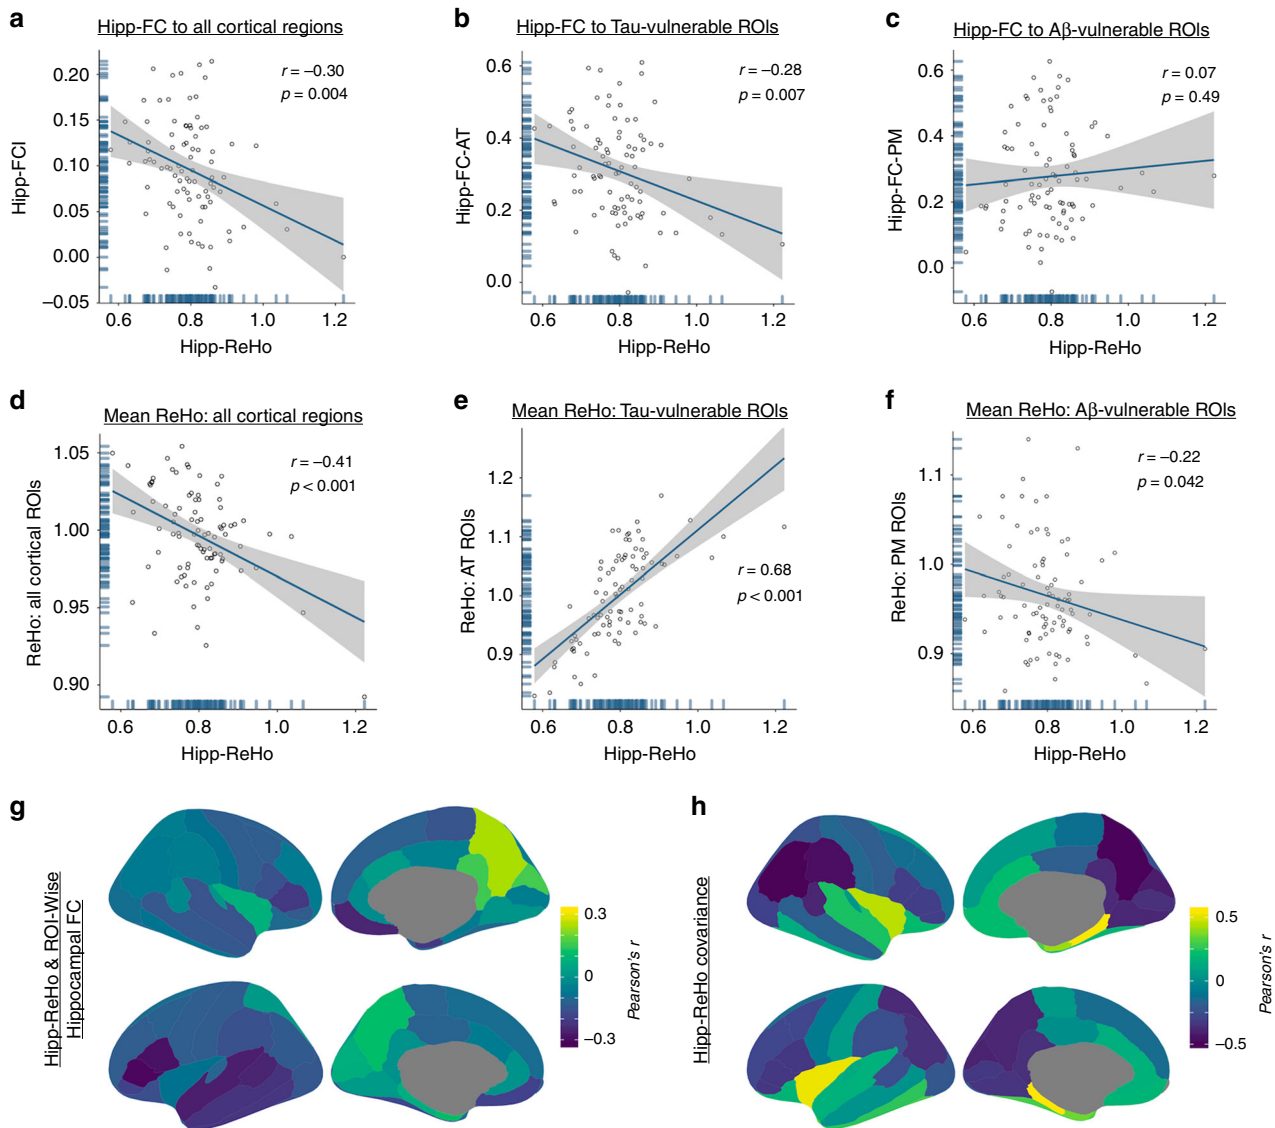 a
Hipp-FC to all cortical regions
r = –0.30
p = 0.004
Hipp-FCI
0.20
0.15
0.10
0.05
0.00
–0.05
0.6 0.8 1.0 1.2
Hipp-ReHo
b
Hipp-FC to Tau-vulnerable ROIs
r = –0.28
p = 0.007
Hipp-FC-AT
0.6
0.4
0.2
0.0
0.6 0.8 1.0 1.2
Hipp-ReHo
c
Hipp-FC to Aβ-vulnerable ROIs
r = 0.07
p = 0.49
Hipp-FC-PM
0.6
0.4
0.2
0.0
0.6 0.8 1.0 1.2
Hipp-ReHo
d
Mean ReHo: all cortical regions
r = –0.41
p < 0.001
ReHo: all cortical ROIs
1.05
1.00
0.95
0.90
0.6 0.8 1.0 1.2
Hipp-ReHo
e
Mean ReHo: Tau-vulnerable ROIs
r = 0.68
p < 0.001
ReHo: AT ROIs
1.2
1.1
1.0
0.9
0.6 0.8 1.0 1.2
Hipp-ReHo
f
Mean ReHo: Aβ-vulnerable ROIs
r = –0.22
p = 0.042
ReHo: PM ROIs
1.1
1.0
0.9
0.6 0.8 1.0 1.2
Hipp-ReHo
g
Hipp-ReHo & ROI-Wise
Hippocampal FC
0.3
0
–0.3
Pearson's r
h
Hipp-ReHo covariance
0.5
0
–0.5
Pearson's r